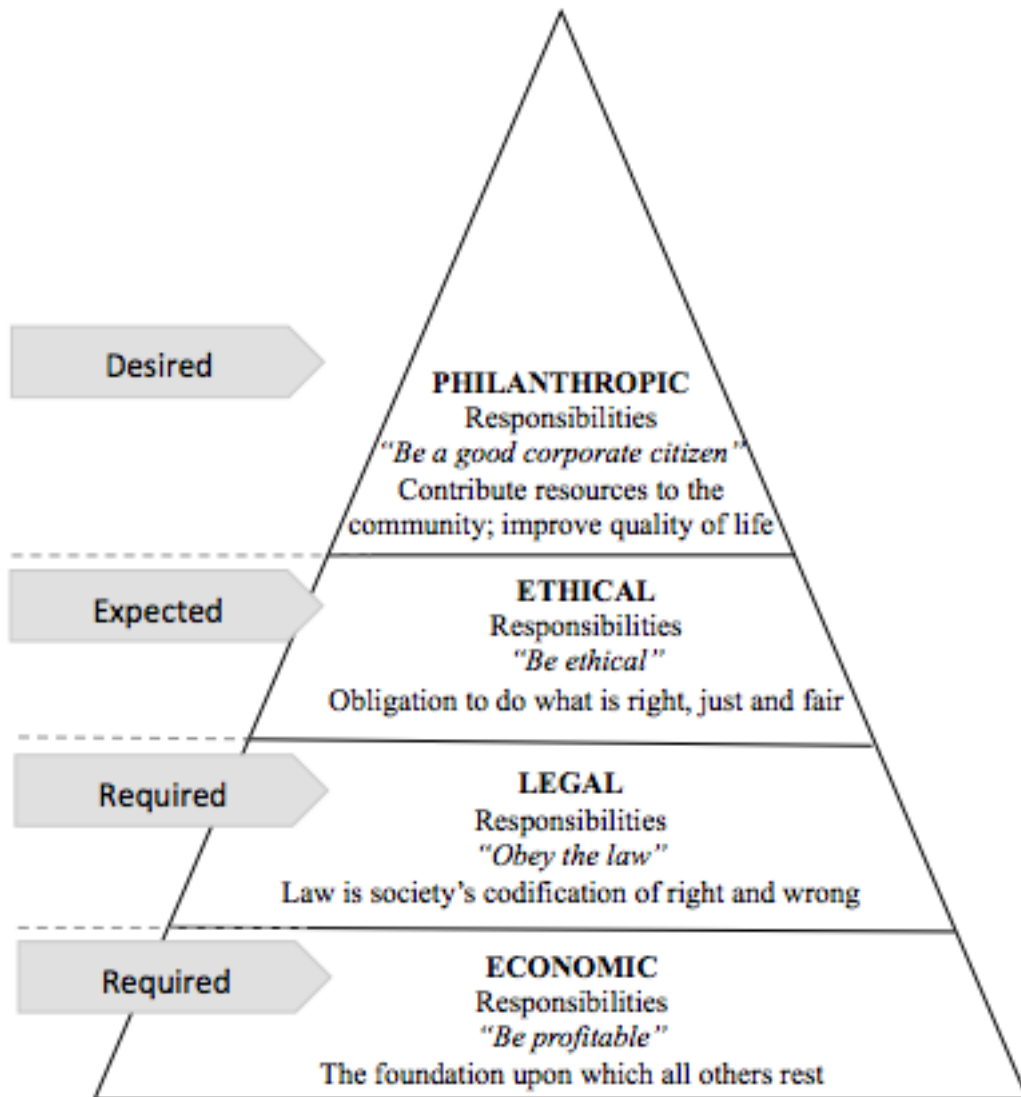 Desired
PHILANTHROPIC
Responsibilities
“Be a good corporate citizen”
Contribute resources to the
community; improve quality of life
Expected
ETHICAL
Responsibilities
“Be ethical”
Obligation to do what is right, just and fair
Required
LEGAL
Responsibilities
“Obey the law”
Law is society’s codification of right and wrong
Required
ECONOMIC
Responsibilities
“Be profitable”
The foundation upon which all others rest